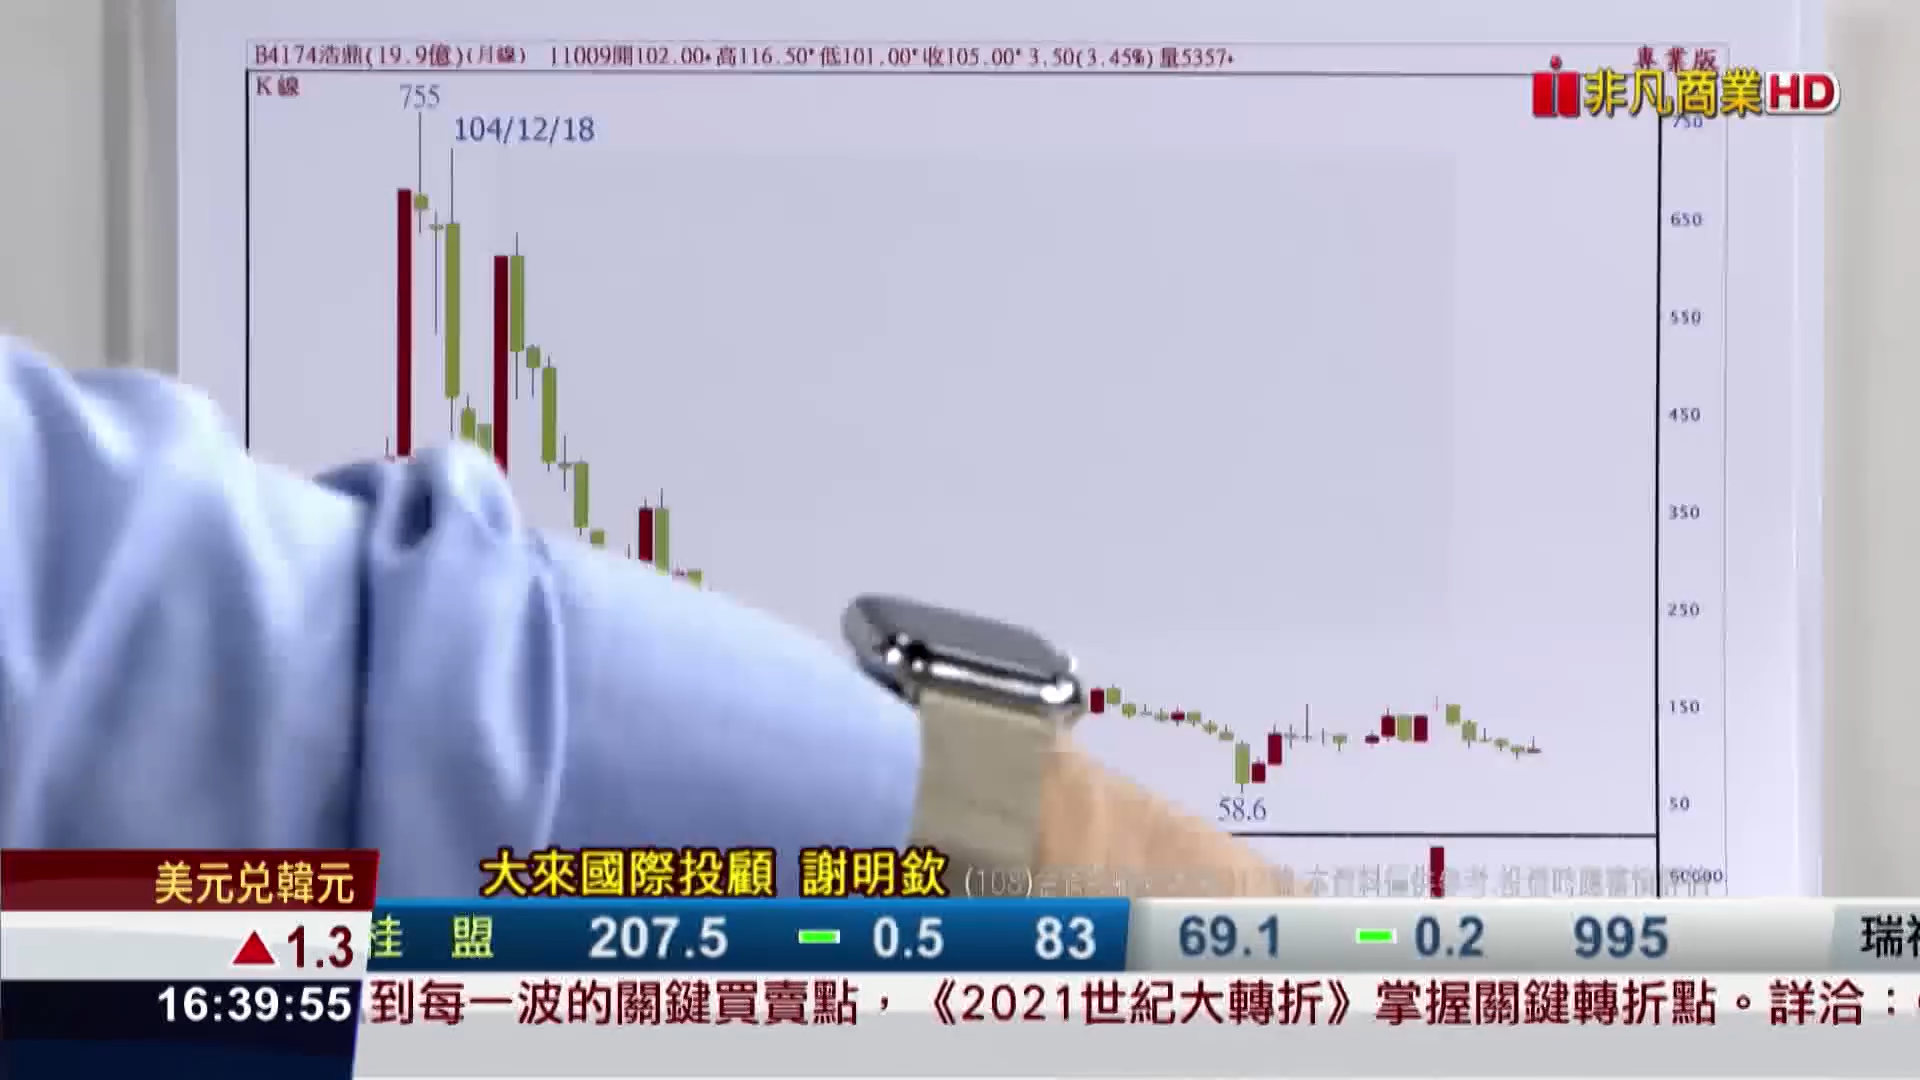 B4174浩鼎(19.9億)(月線) 11009開102.00 高116.50 低101.00 收105.00 3.50(3.45%) 量5357
專業版
K線
非凡商業HD
755
104/12/18
750
650
550
450
350
250
150
50
58.6
50000
美元兌韓元
▲1.3
大來國際投顧 謝明欽
桂 盟 207.5 0.5 83 69.1 0.2 995
16:39:55
到每一波的關鍵買賣點，《2021世紀大轉折》掌握關鍵轉折點。詳洽：